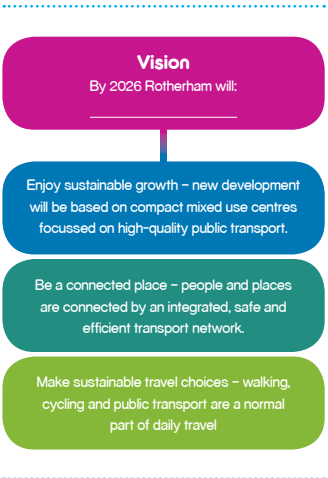 Vision
By 2026 Rotherham will:
Enjoy sustainable growth – new development
will be based on compact mixed use centres
focussed on high-quality public transport.
Be a connected place – people and places
are connected by an integrated, safe and
efficient transport network.
Make sustainable travel choices – walking,
cycling and public transport are a normal
part of daily travel